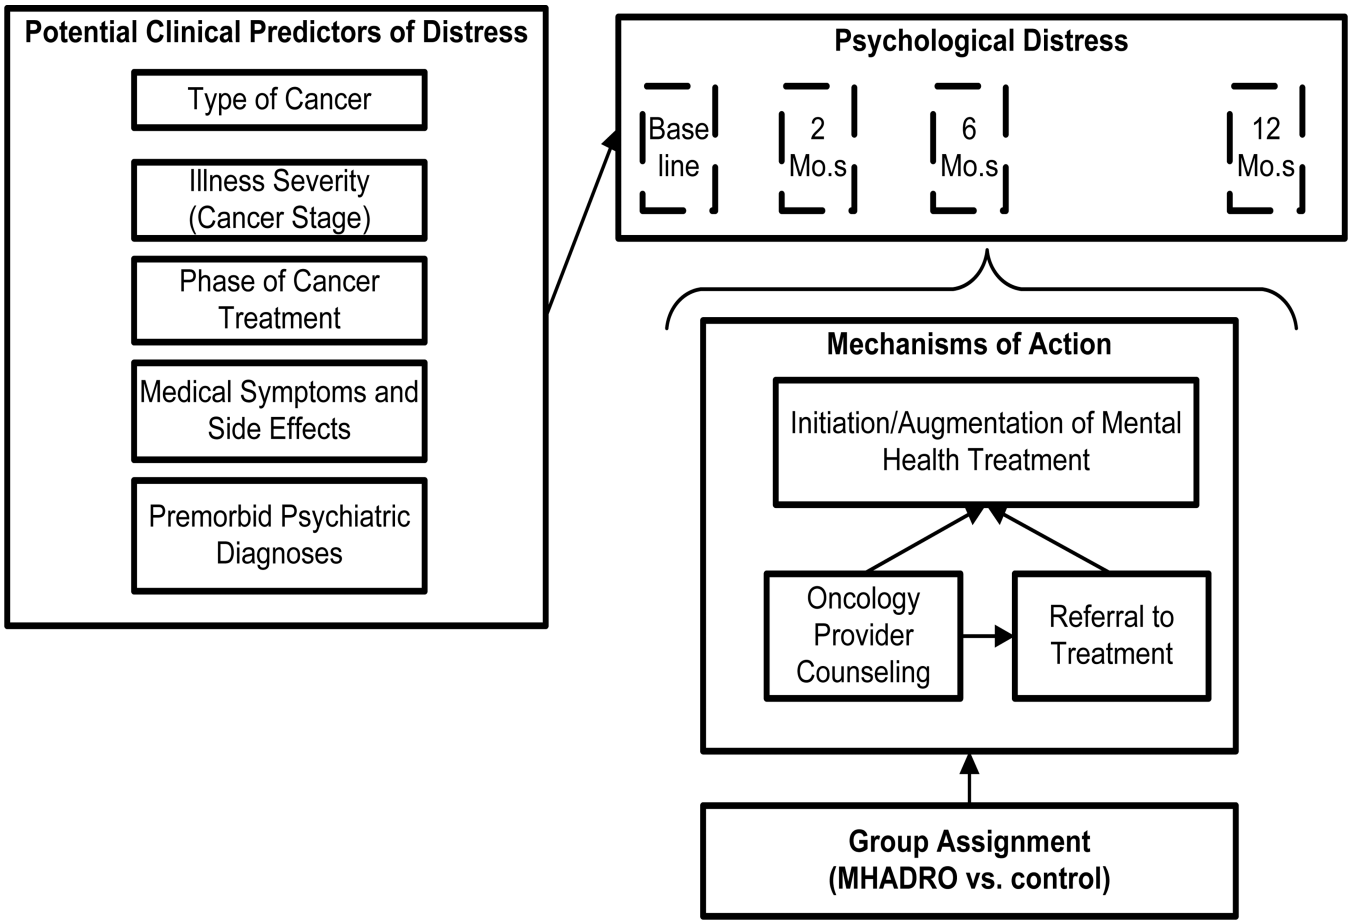 Potential Clinical Predictors of Distress
Type of Cancer
Illness Severity
(Cancer Stage)
Phase of Cancer
Treatment
Medical Symptoms and
Side Effects
Premorbid Psychiatric
Diagnoses
Psychological Distress
Base
line
2
Mo.s
6
Mo.s
12
Mo.s
Mechanisms of Action
Initiation/Augmentation of Mental
Health Treatment
Oncology
Provider
Counseling
Referral to
Treatment
Group Assignment
(MHADRO vs. control)